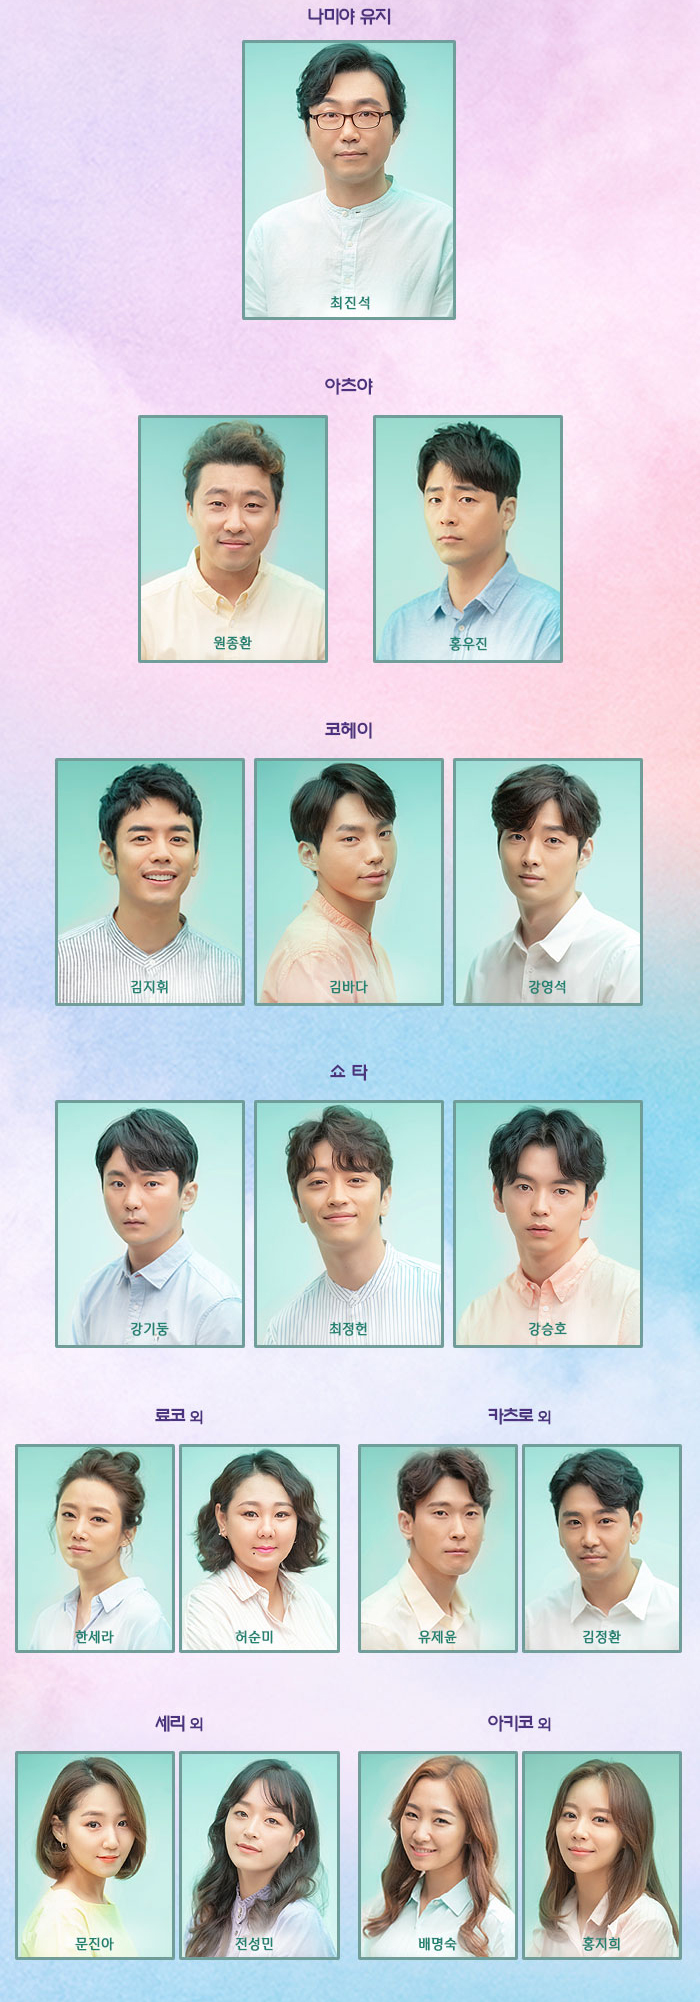 나미야 유지
최진석
아츠야
원종환
홍우진
코헤이
김지휘
김바다
강영석
쇼 타
강기둥
최정헌
강승호
료코 외
카츠로 외
한세라
허순미
유제윤
김정환
세리 외
아키코 외
문진아
전성민
배명숙
홍지희